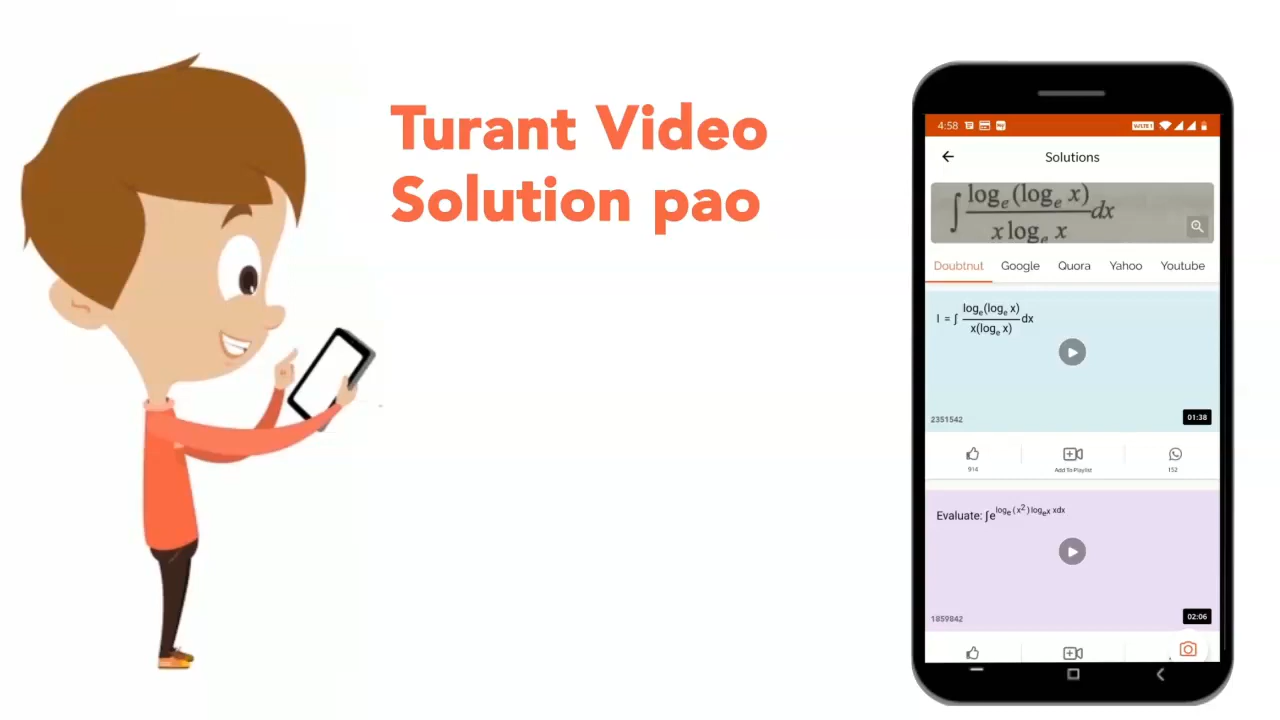 Turant Video
Solution pao
4:58
VoLTE1
Solutions
∫ logₑ(logₑ x) / x logₑ x dx
Doubtnut Google Quora Yahoo Youtube
I = ∫ logₑ(logₑ x) / x(logₑ x) dx
2351542 01:38
914 Add To Playlist 152
Evaluate: ∫e^logₑ(x²)logₑx xdx
1859842 02:06